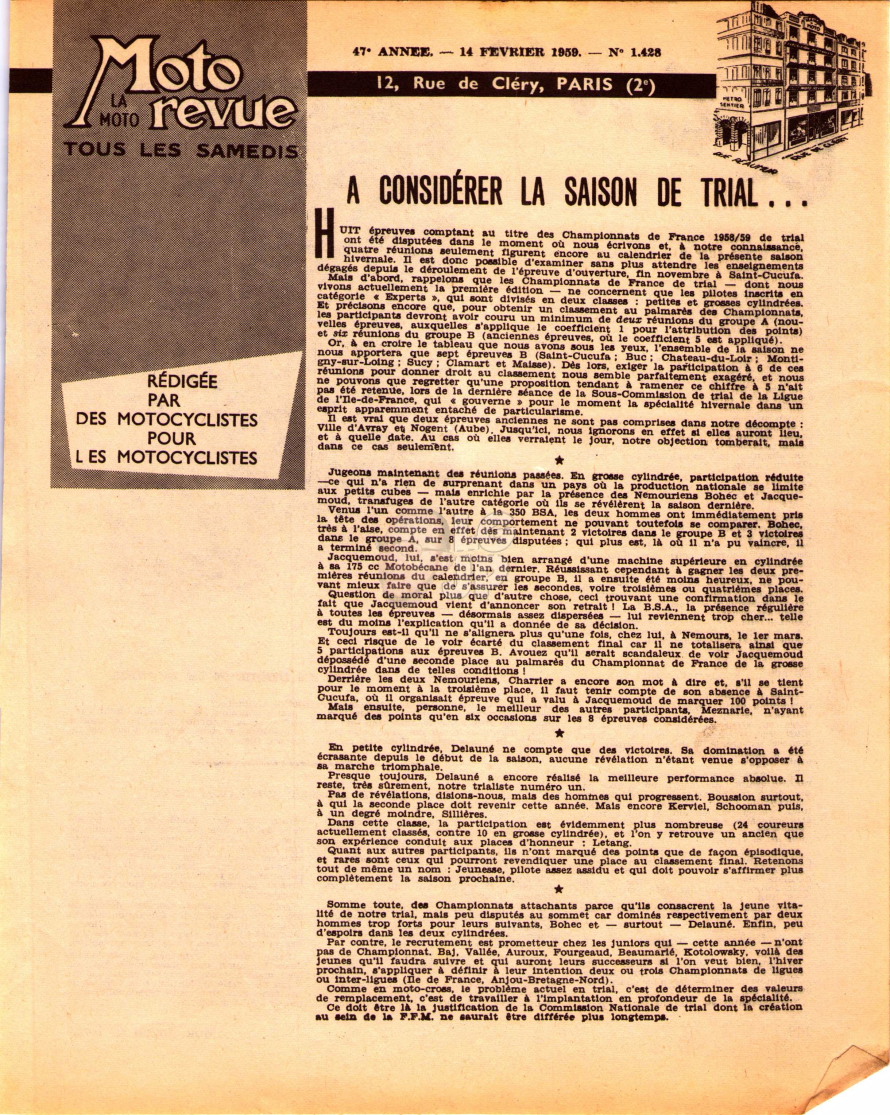 Moto
LA
MOTO
revue
TOUS LES SAMEDIS
47e ANNEE. — 14 FEVRIER 1959. — N° 1.428
12, Rue de Cléry, PARIS (2e)
METRO
SENTIER
RUE REAUMUR
RUE DE CLERY
RÉDIGÉE
PAR
DES MOTOCYCLISTES
POUR
LES MOTOCYCLISTES
A CONSIDÉRER LA SAISON DE TRIAL...
HUIT épreuves comptant au titre des Championnats de France 1958/59 de trial
ont été disputées dans le moment où nous écrivons et, à notre connaissance,
quatre réunions seulement figurent encore au calendrier de la présente saison
hivernale. Il est donc possible d'examiner sans plus attendre les enseignements
dégagés depuis le déroulement de l'épreuve d'ouverture, fin novembre à Saint-Cucufa.
Mais d'abord, rappelons que les Championnats de France de trial — dont nous
vivons actuellement la première édition — ne concernent que les pilotes inscrits en
catégorie « Experts », qui sont divisés en deux classes : petites et grosses cylindrées.
Et précisons encore que, pour obtenir un classement au palmarès des Championnats,
les participants devront avoir couru un minimum de deux réunions du groupe A (nou-
velles épreuves, auxquelles s'applique le coefficient 1 pour l'attribution des points)
et six réunions du groupe B (anciennes épreuves, où le coefficient 5 est appliqué).
Or, à en croire le tableau que nous avons sous les yeux, l'ensemble de la saison ne
nous apportera que sept épreuves B (Saint-Cucufa ; Buc ; Chateau-du-Loir ; Monti-
gny-sur-Loing ; Sucy ; Clamart et Maisse). Dès lors, exiger la participation à 6 de ces
réunions pour donner droit au classement nous semble parfaitement exagéré, et nous
ne pouvons que regretter qu'une proposition tendant à ramener ce chiffre à 5 n'ait
pas été retenue, lors de la dernière séance de la Sous-Commission de trial de la Ligue
de l'Ile-de-France, qui « gouverne » pour le moment la spécialité hivernale dans un
esprit apparemment entaché de particularisme.
Il est vrai que deux épreuves anciennes ne sont pas comprises dans notre décompte :
Ville d'Avray et Nogent (Aube). Jusqu'ici, nous ignorons en effet si elles auront lieu,
et à quelle date. Au cas où elles verraient le jour, notre objection tomberait, mais
dans ce cas seulement.
★
Jugeons maintenant des réunions passées. En grosse cylindrée, participation réduite
—ce qui n'a rien de surprenant dans un pays où la production nationale se limite
aux petits cubes — mais enrichie par la présence des Nemouriens Bohec et Jacque-
moud, transfuges de l'autre catégorie où ils se révélèrent la saison dernière.
Venus l'un comme l'autre à la 350 BSA, les deux hommes ont immédiatement pris
la tête des opérations, leur comportement ne pouvant toutefois se comparer. Bohec,
très à l'aise, compte en effet dès maintenant 2 victoires dans le groupe B et 3 victoires
dans le groupe A, sur 8 épreuves disputées ; qui plus est, là où il n'a pu vaincre, il
a terminé second.
Jacquemoud, lui, s'est moins bien arrangé d'une machine supérieure en cylindrée
à sa 175 cc Motobécane de l'an dernier. Réussissant cependant à gagner les deux pre-
mières réunions du calendrier, en groupe B, il a ensuite été moins heureux, ne pou-
vant mieux faire que de s'assurer les secondes, voire troisièmes ou quatrièmes places.
Question de moral plus que d'autre chose, ceci trouvant une confirmation dans le
fait que Jacquemoud vient d'annoncer son retrait ! La B.S.A., la présence régulière
à toutes les épreuves — désormais assez dispersées — lui reviennent trop cher... telle
est du moins l'explication qu'il a donnée de sa décision.
Toujours est-il qu'il ne s'alignera plus qu'une fois, chez lui, à Nemours, le 1er mars.
Et ceci risque de le voir écarté du classement final car il ne totalisera ainsi que
5 participations aux épreuves B. Avouez qu'il serait scandaleux de voir Jacquemoud
dépossédé d'une seconde place au palmarès du Championnat de France de la grosse
cylindrée dans de telles conditions !
Derrière les deux Nemouriens, Charrier a encore son mot à dire et, s'il se tient
pour le moment à la troisième place, il faut tenir compte de son absence à Saint-
Cucufa, où il organisait épreuve qui a valu à Jacquemoud de marquer 100 points !
Mais ensuite, personne, le meilleur des autres participants, Meznarie, n'ayant
marqué des points qu'en six occasions sur les 8 épreuves considérées.
★
En petite cylindrée, Delauné ne compte que des victoires. Sa domination a été
écrasante depuis le début de la saison, aucune révélation n'étant venue s'opposer à
sa marche triomphale.
Presque toujours, Delauné a encore réalisé la meilleure performance absolue. Il
reste, très sûrement, notre trialiste numéro un.
Pas de révélations, disions-nous, mais des hommes qui progressent. Boussion surtout,
à qui la seconde place doit revenir cette année. Mais encore Kerviel, Schooman puis,
à un degré moindre, Sillières.
Dans cette classe, la participation est évidemment plus nombreuse (24 coureurs
actuellement classés, contre 10 en grosse cylindrée), et l'on y retrouve un ancien que
son expérience conduit aux places d'honneur : Letang.
Quant aux autres participants, ils n'ont marqué des points que de façon épisodique,
et rares sont ceux qui pourront revendiquer une place au classement final. Retenons
tout de même un nom : Jeunesse, pilote assez assidu et qui doit pouvoir s'affirmer plus
complètement la saison prochaine.
★
Somme toute, des Championnats attachants parce qu'ils consacrent la jeune vita-
lité de notre trial, mais peu disputés au sommet car dominés respectivement par deux
hommes trop forts pour leurs suivants, Bohec et — surtout — Delauné. Enfin, peu
d'espoirs dans les deux cylindrées.
Par contre, le recrutement est prometteur chez les juniors qui — cette année — n'ont
pas de Championnat. Baj, Vallée, Auroux, Fourgeaud, Beaumarié, Kotolowsky, voilà des
jeunes qu'il faudra suivre et qui auront leurs successeurs si l'on veut bien, l'hiver
prochain, s'appliquer à définir à leur intention deux ou trois Championnats de ligues
ou inter-ligues (Ile de France, Anjou-Bretagne-Nord).
Comme en moto-cross, le problème actuel en trial, c'est de déterminer des valeurs
de remplacement, c'est de travailler à l'implantation en profondeur de la spécialité.
Ce doit être là la justification de la Commission Nationale de trial dont la création
au sein de la F.F.M. ne saurait être différée plus longtemps.